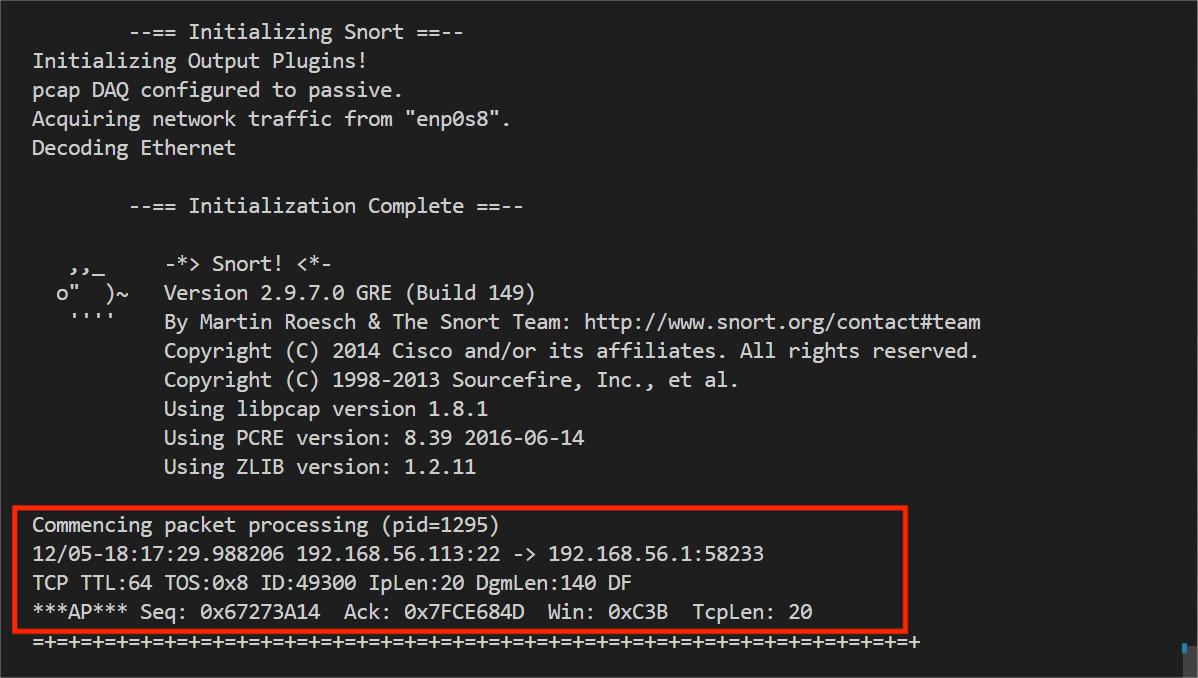 --== Initializing Snort ==--
Initializing Output Plugins!
pcap DAQ configured to passive.
Acquiring network traffic from "enp0s8".
Decoding Ethernet
--== Initialization Complete ==--
,,_ -*> Snort! <*-
o" )~ Version 2.9.7.0 GRE (Build 149)
'''' By Martin Roesch & The Snort Team: http://www.snort.org/contact#team
Copyright (C) 2014 Cisco and/or its affiliates. All rights reserved.
Copyright (C) 1998-2013 Sourcefire, Inc., et al.
Using libpcap version 1.8.1
Using PCRE version: 8.39 2016-06-14
Using ZLIB version: 1.2.11
Commencing packet processing (pid=1295)
12/05-18:17:29.988206 192.168.56.113:22 -> 192.168.56.1:58233
TCP TTL:64 TOS:0x8 ID:49300 IpLen:20 DgmLen:140 DF
***AP*** Seq: 0x67273A14 Ack: 0x7FCE684D Win: 0xC3B TcpLen: 20
=+=+=+=+=+=+=+=+=+=+=+=+=+=+=+=+=+=+=+=+=+=+=+=+=+=+=+=+=+=+=+=+=+=+=+=+=+